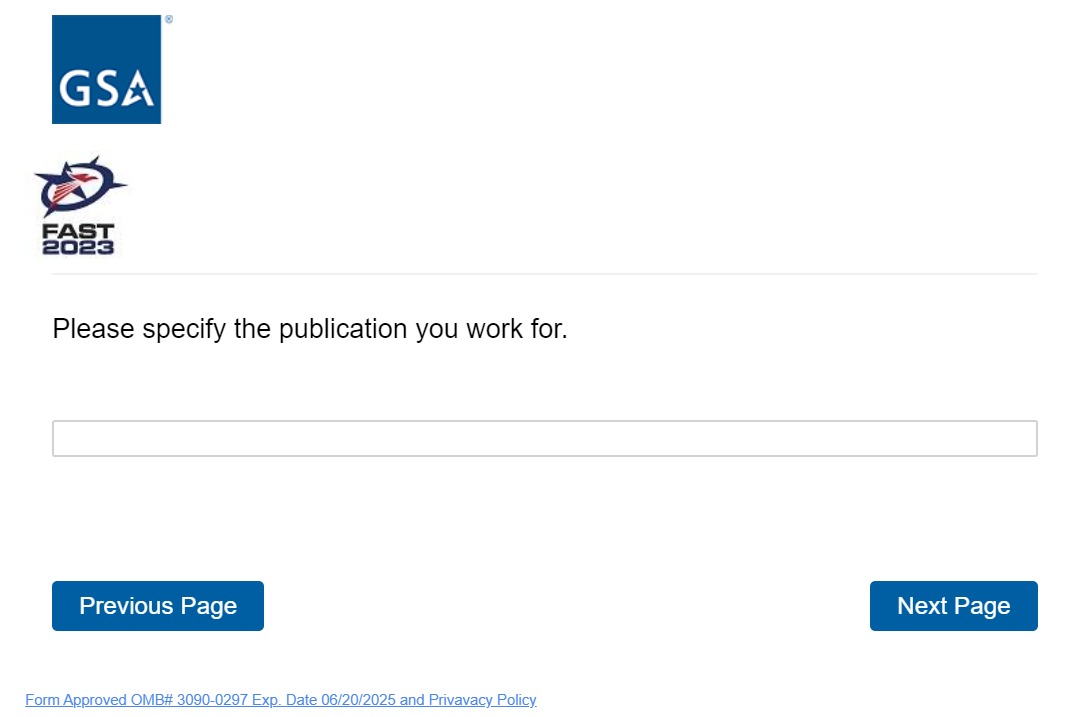 GSA®
FAST
2023
Please specify the publication you work for.
Previous Page
Next Page
Form Approved OMB# 3090-0297 Exp. Date 06/20/2025 and Privavacy Policy